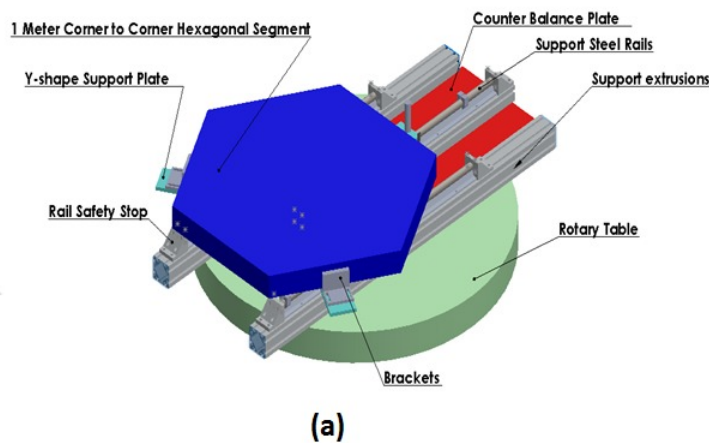 Counter Balance Plate
1 Meter Corner to Corner Hexagonal Segment
Support Steel Rails
Y-shape Support Plate
Support extrusions
Rail Safety Stop
Rotary Table
Brackets
(a)